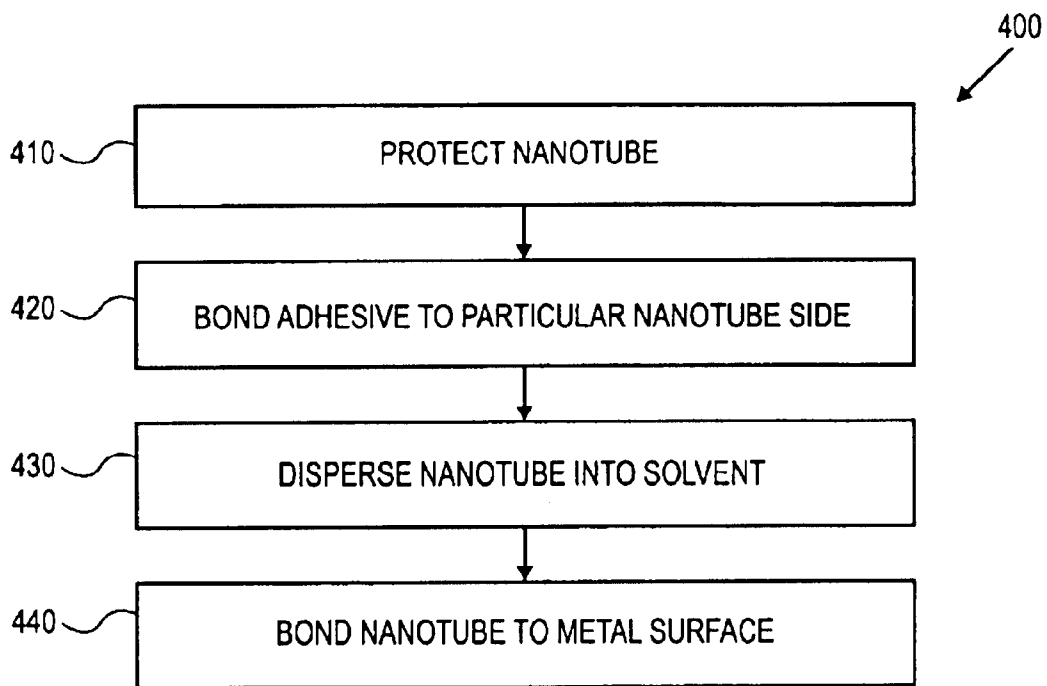 400
410 PROTECT NANOTUBE
420 BOND ADHESIVE TO PARTICULAR NANOTUBE SIDE
430 DISPERSE NANOTUBE INTO SOLVENT
440 BOND NANOTUBE TO METAL SURFACE